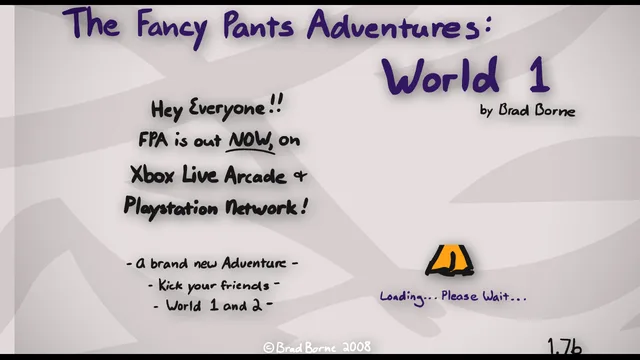 The Fancy Pants Adventures:
World 1
by Brad Borne
Hey Everyone!!
FPA is out NOW, on
Xbox Live Arcade +
Playstation Network!
- A brand new Adventure -
- Kick your friends -
- World 1 and 2 -
Loading... Please Wait...
©Brad Borne 2008
1.76